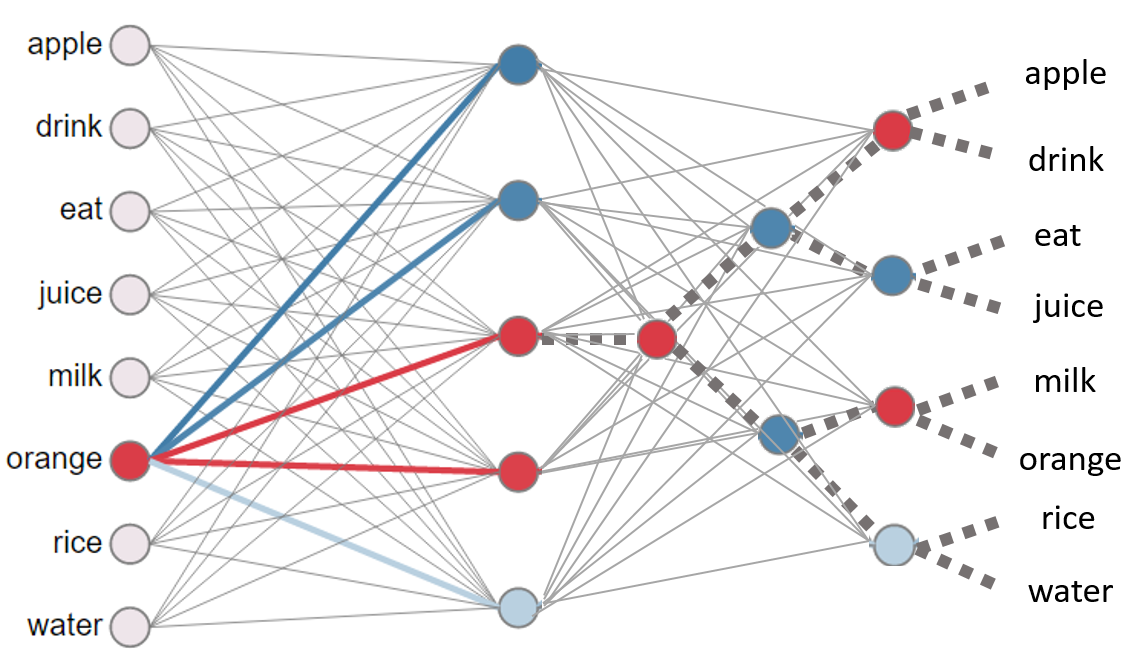 apple
drink
eat
juice
milk
orange
rice
water
apple
drink
eat
juice
milk
orange
rice
water